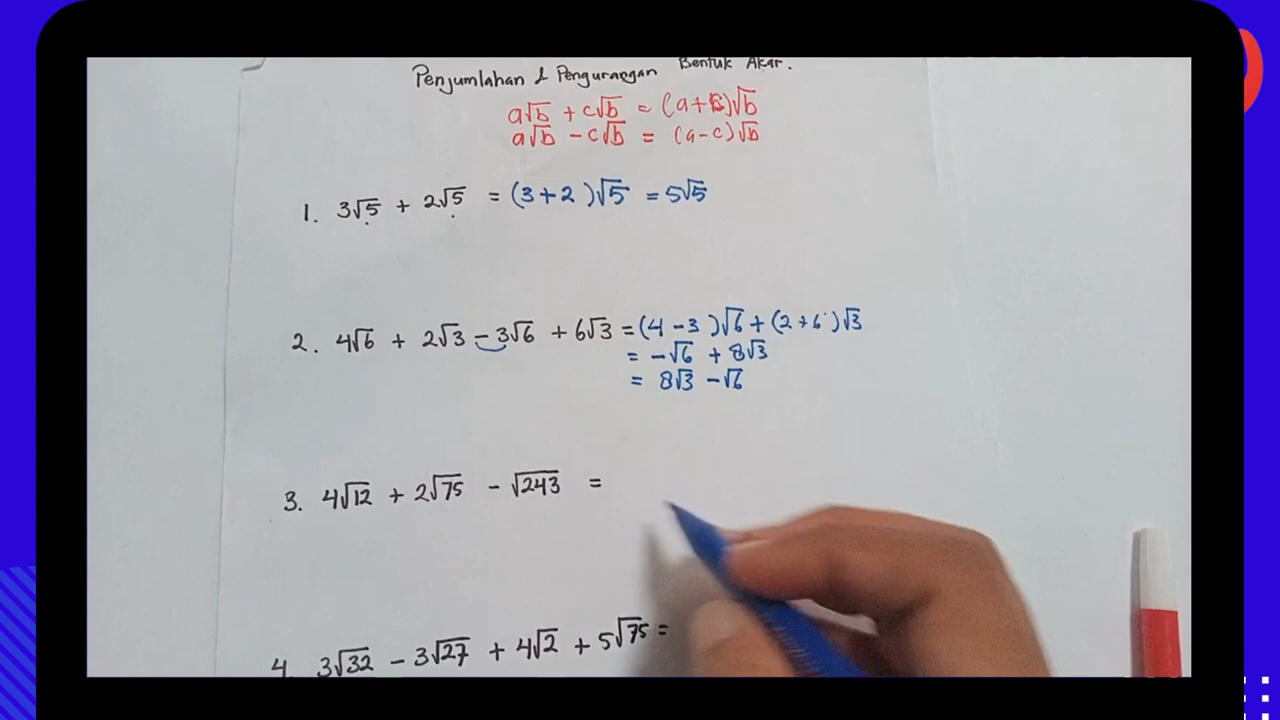 Penjumlahan & Pengurangan Bentuk Akar.
a√b + c√b = (a+c)√b
a√b - c√b = (a-c)√b
1. 3√5 + 2√5 = (3+2)√5 = 5√5
2. 4√6 + 2√3 - 3√6 + 6√3 = (4-3)√6 + (2+6)√3
= -√6 + 8√3
= 8√3 - √6
3. 4√12 + 2√75 - √243 =
4. 3√32 - 3√27 + 4√2 + 5√75 =